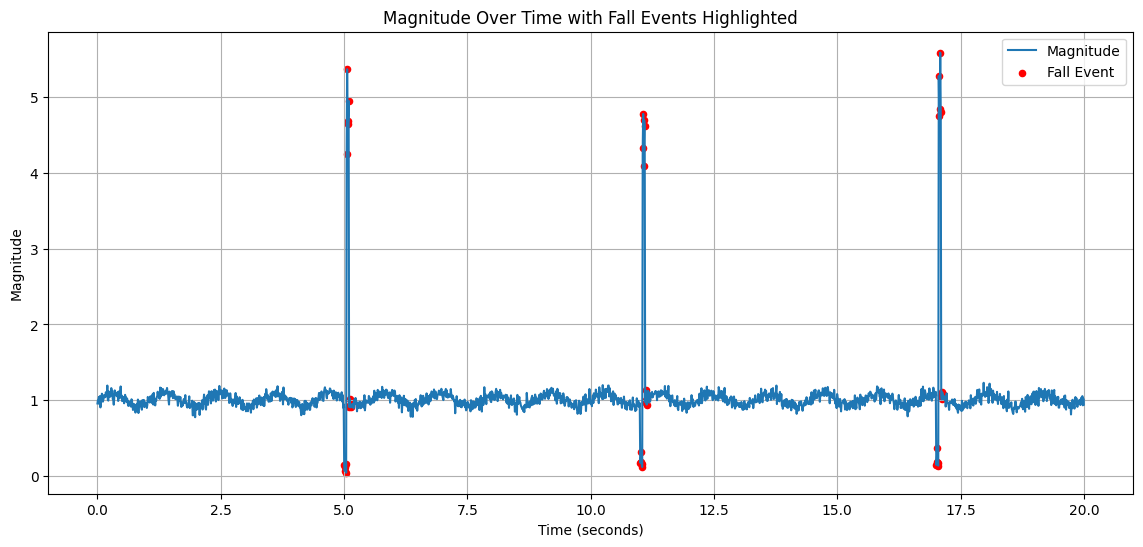 Magnitude Over Time with Fall Events Highlighted
Magnitude
Fall Event
Magnitude
5
4
3
2
1
0
0.0 2.5 5.0 7.5 10.0 12.5 15.0 17.5 20.0
Time (seconds)